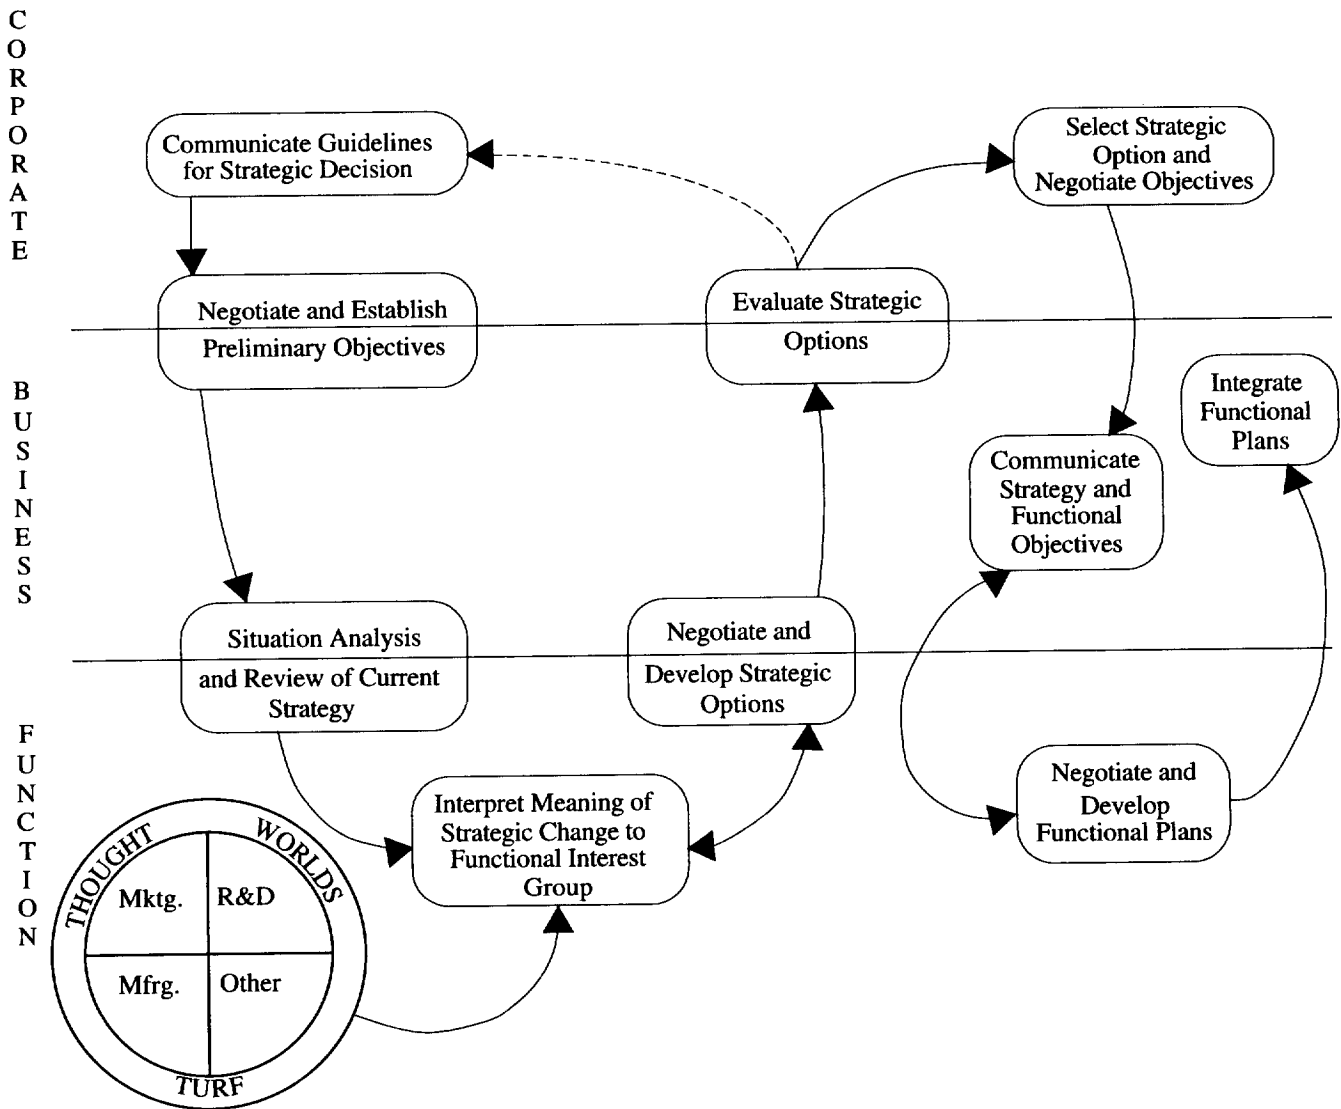 CORPORATE
Communicate Guidelines
for Strategic Decision
Select Strategic
Option and
Negotiate Objectives
Negotiate and Establish
Preliminary Objectives
Evaluate Strategic
Options
BUSINESS
Integrate
Functional
Plans
Communicate
Strategy and
Functional
Objectives
Situation Analysis
and Review of Current
Strategy
Negotiate and
Develop Strategic
Options
FUNCTION
Interpret Meaning of
Strategic Change to
Functional Interest
Group
Negotiate and
Develop
Functional Plans
THOUGHT WORLDS
Mktg. R&D
Mfrg. Other
TURF